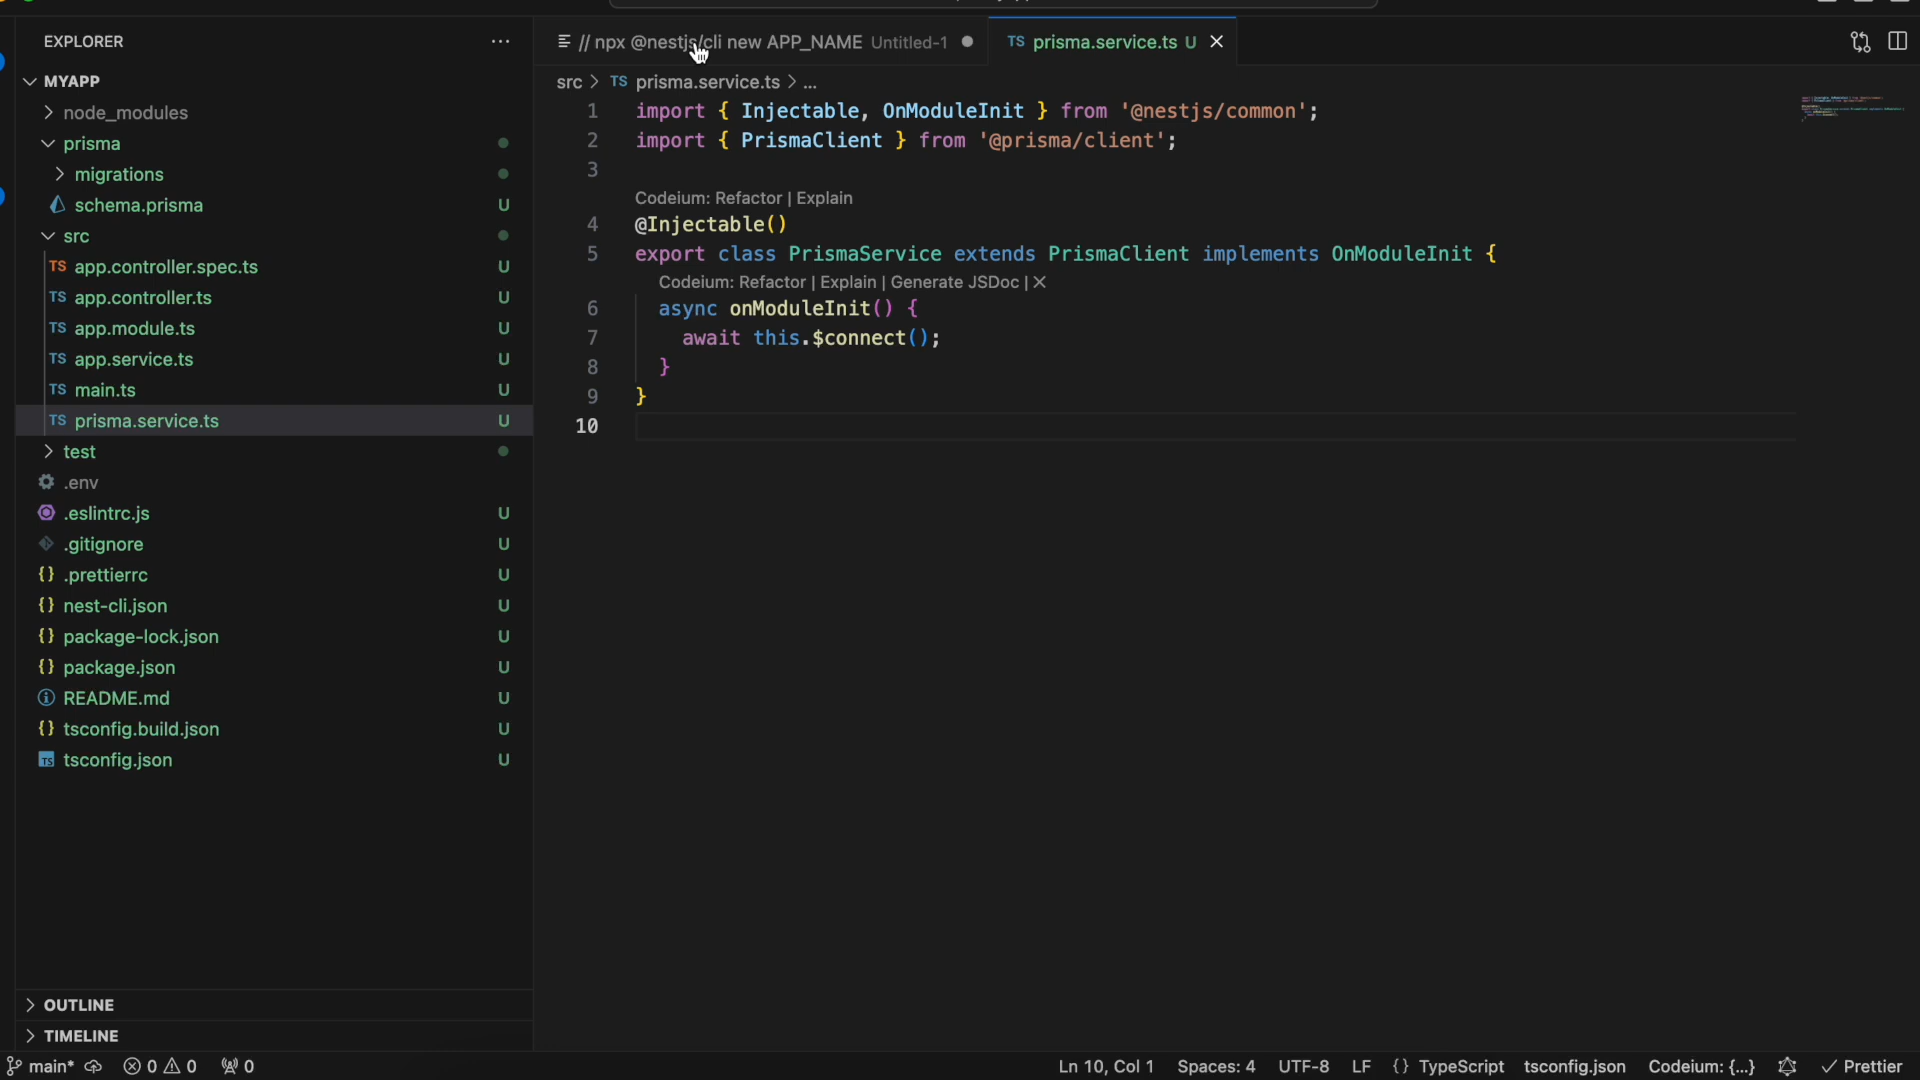 EXPLORER
MYAPP
node_modules
prisma
migrations
schema.prisma U
src
TS app.controller.spec.ts U
TS app.controller.ts U
TS app.module.ts U
TS app.service.ts U
TS main.ts U
TS prisma.service.ts U
test
.env
.eslintrc.js U
.gitignore U
{} .prettierrc U
{} nest-cli.json U
{} package-lock.json U
{} package.json U
README.md U
{} tsconfig.build.json U
TS tsconfig.json U
OUTLINE
TIMELINE
// npx @nestjs/cli new APP_NAME Untitled-1
TS prisma.service.ts U
src > TS prisma.service.ts > ...
1 import { Injectable, OnModuleInit } from '@nestjs/common';
2 import { PrismaClient } from '@prisma/client';
3
Codeium: Refactor | Explain
4 @Injectable()
5 export class PrismaService extends PrismaClient implements OnModuleInit {
Codeium: Refactor | Explain | Generate JSDoc | X
6 async onModuleInit() {
7 await this.$connect();
8 }
9 }
10
main* 0 0 0 Ln 10, Col 1 Spaces: 4 UTF-8 LF {} TypeScript tsconfig.json Codeium: {...} Prettier